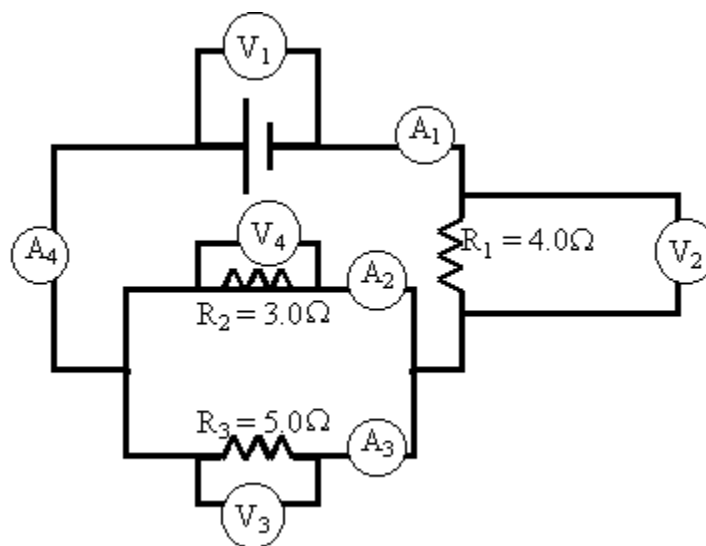 V₁
A₁
V₄
R₁ = 4.0Ω
A₄
V₂
A₂
R₂ = 3.0Ω
R₃ = 5.0Ω
A₃
V₃